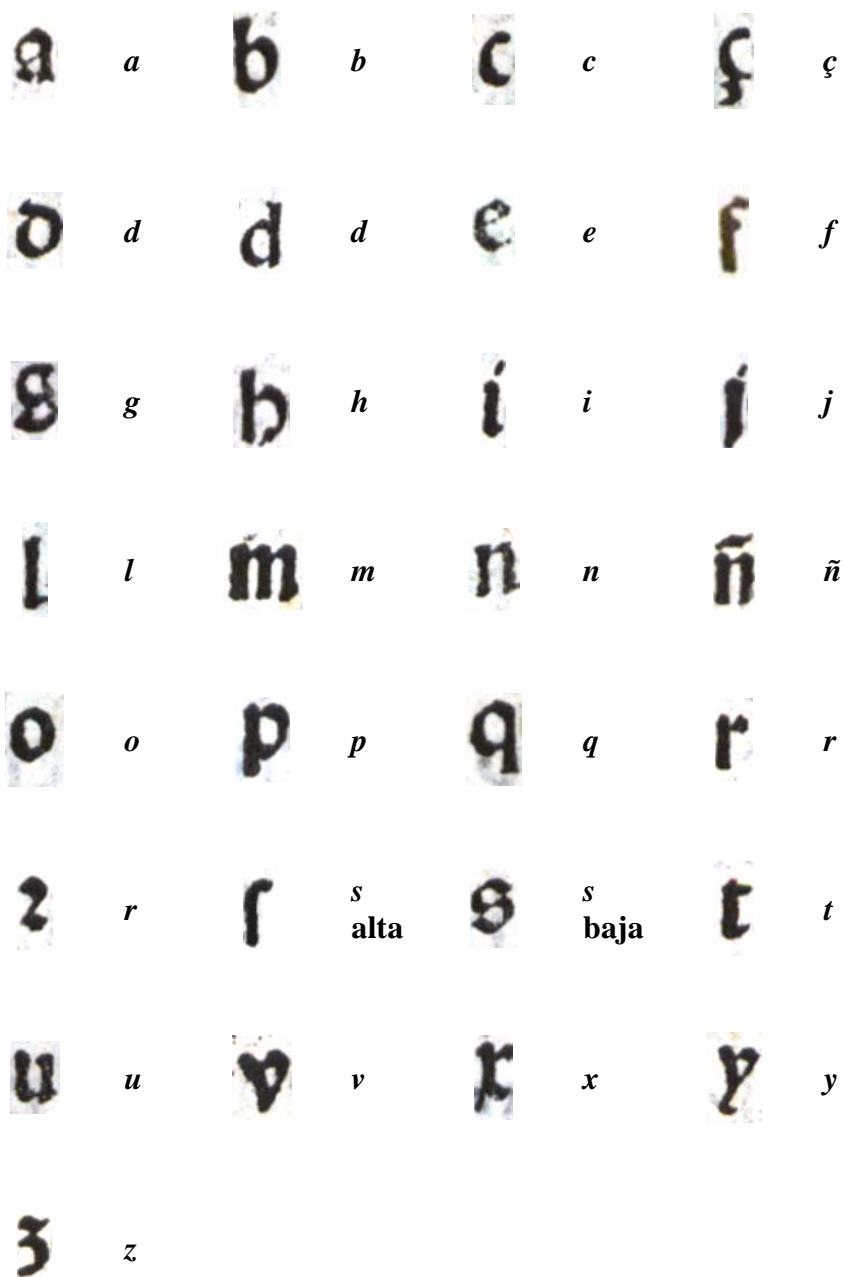 a a b b c c ç ç
d d d d e e f f
g g h h i i j j
l l m m n n ñ ñ
o o p p q q r r
ꝛ r ſ s s s t t
alta baja
u u v v x x y y
z z